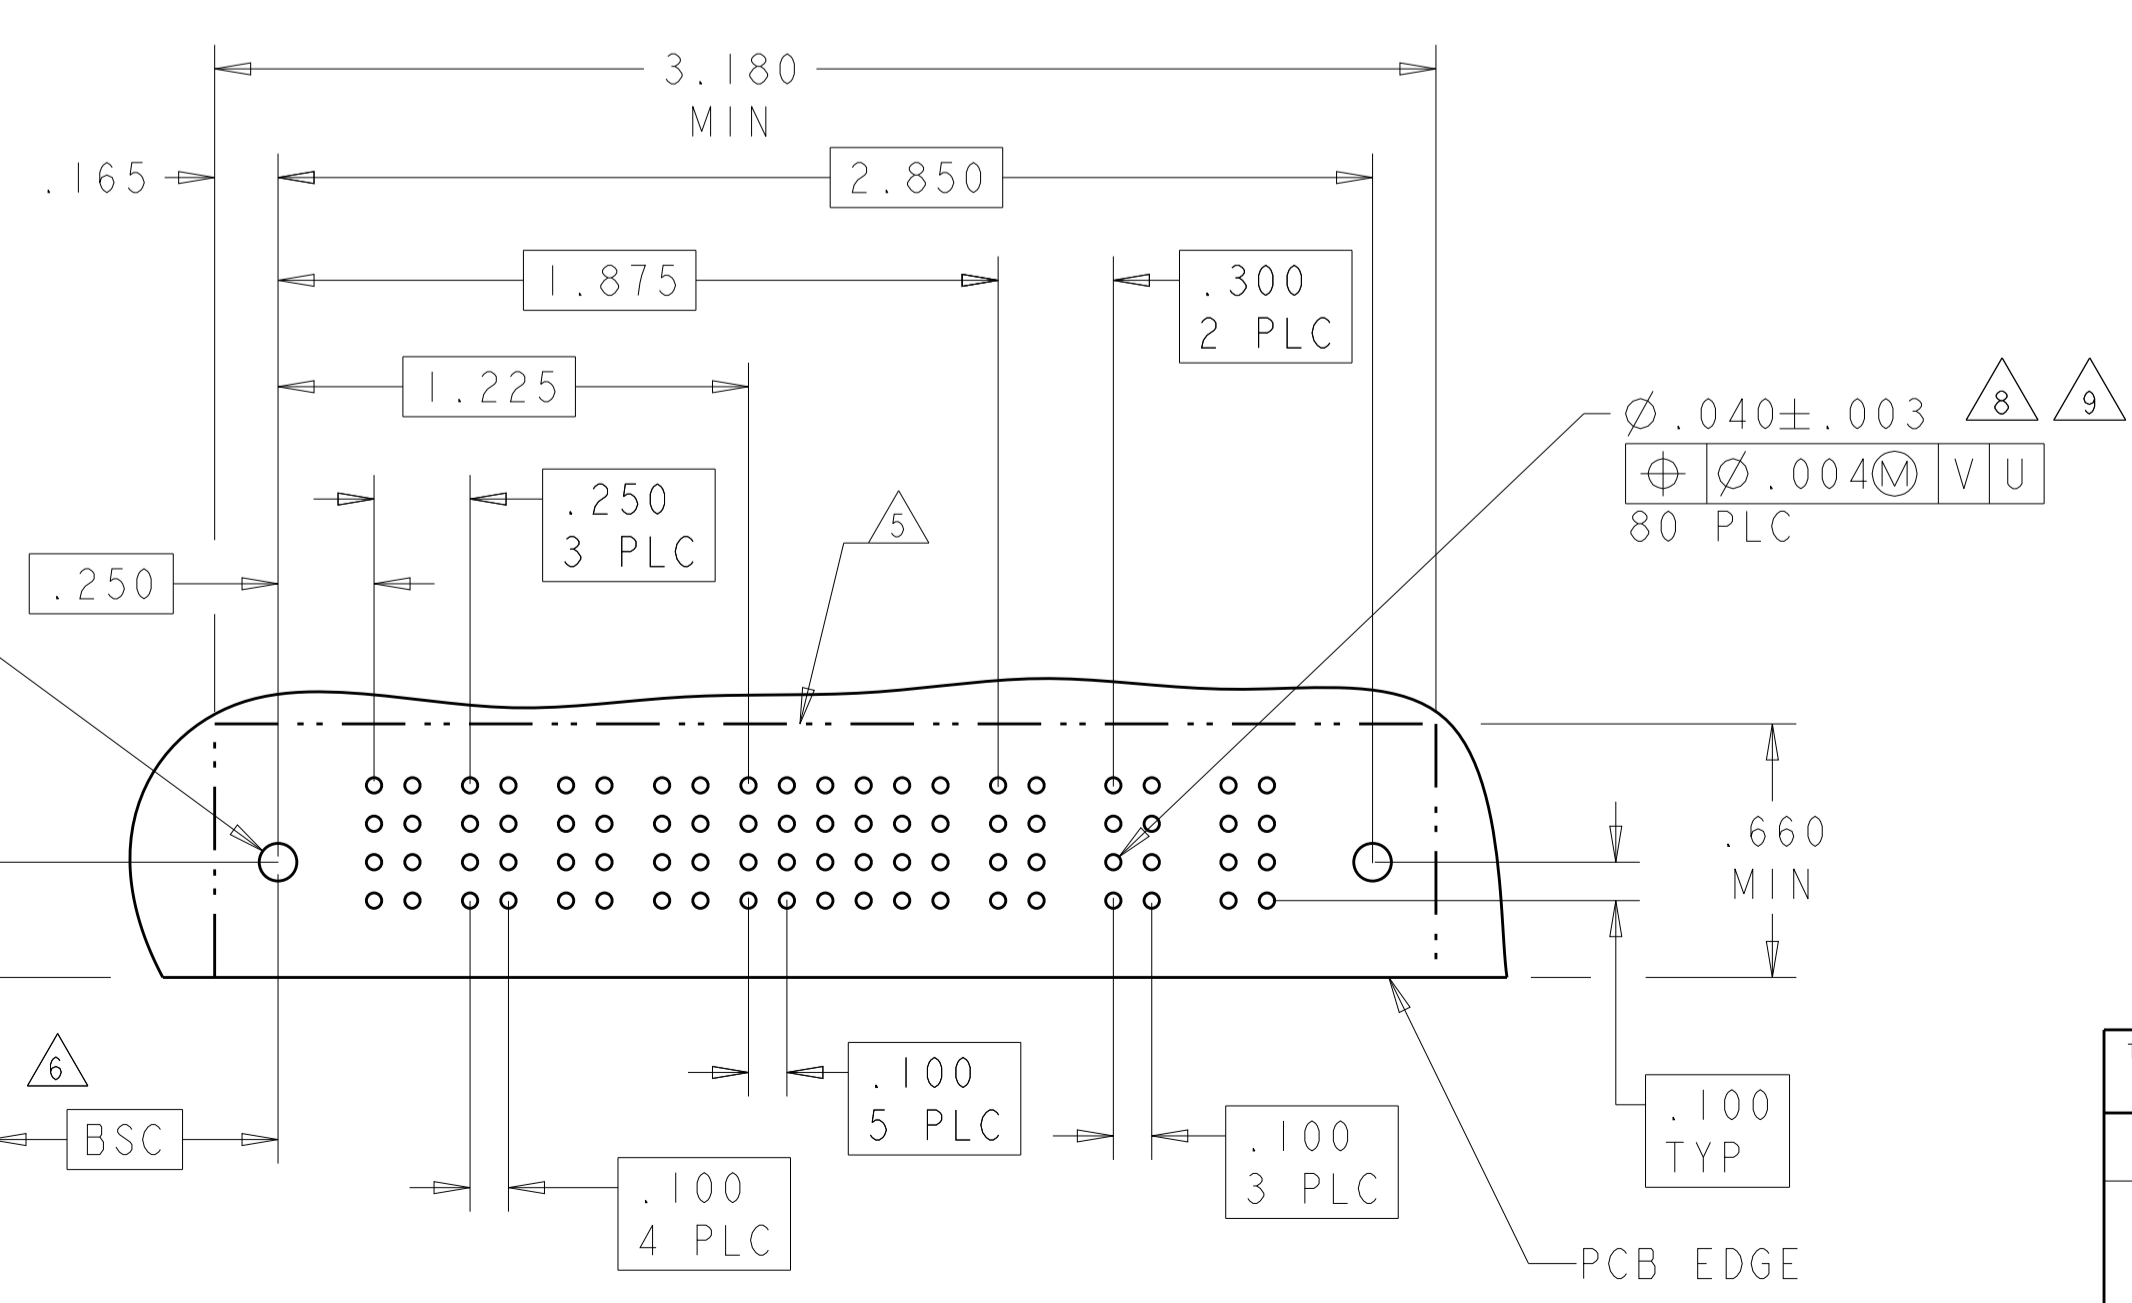 3.180
MIN
.165
2.850
1.875
.300
2 PLC
1.225
Ø.040±.003
8
9
⌖ Ø.004Ⓜ V U
80 PLC
.250
3 PLC
5
.250
.660
MIN
6
BSC
.100
5 PLC
.100
TYP
.100
3 PLC
.100
4 PLC
PCB EDGE